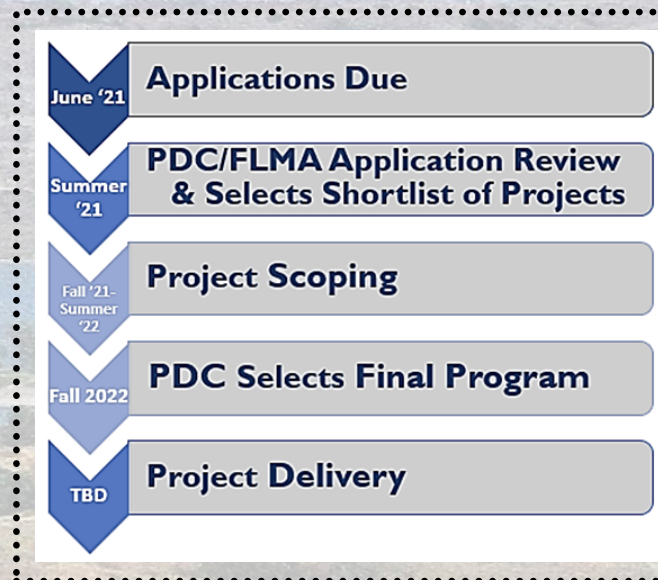 June '21
Applications Due
Summer
'21
PDC/FLMA Application Review
& Selects Shortlist of Projects
Fall '21-
Summer
'22
Project Scoping
Fall 2022
PDC Selects Final Program
TBD
Project Delivery